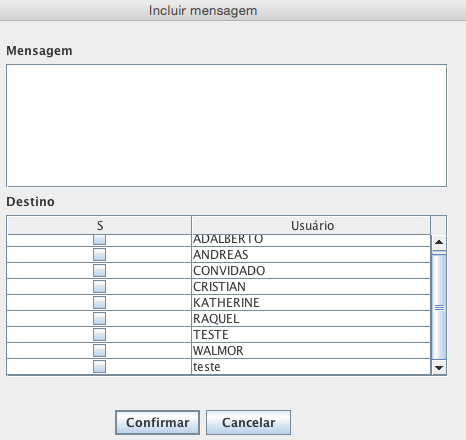 Incluir mensagem
Mensagem
Destino
S Usuário
ADALBERTO
ANDREAS
CONVIDADO
CRISTIAN
KATHERINE
RAQUEL
TESTE
WALMOR
teste
Confirmar Cancelar